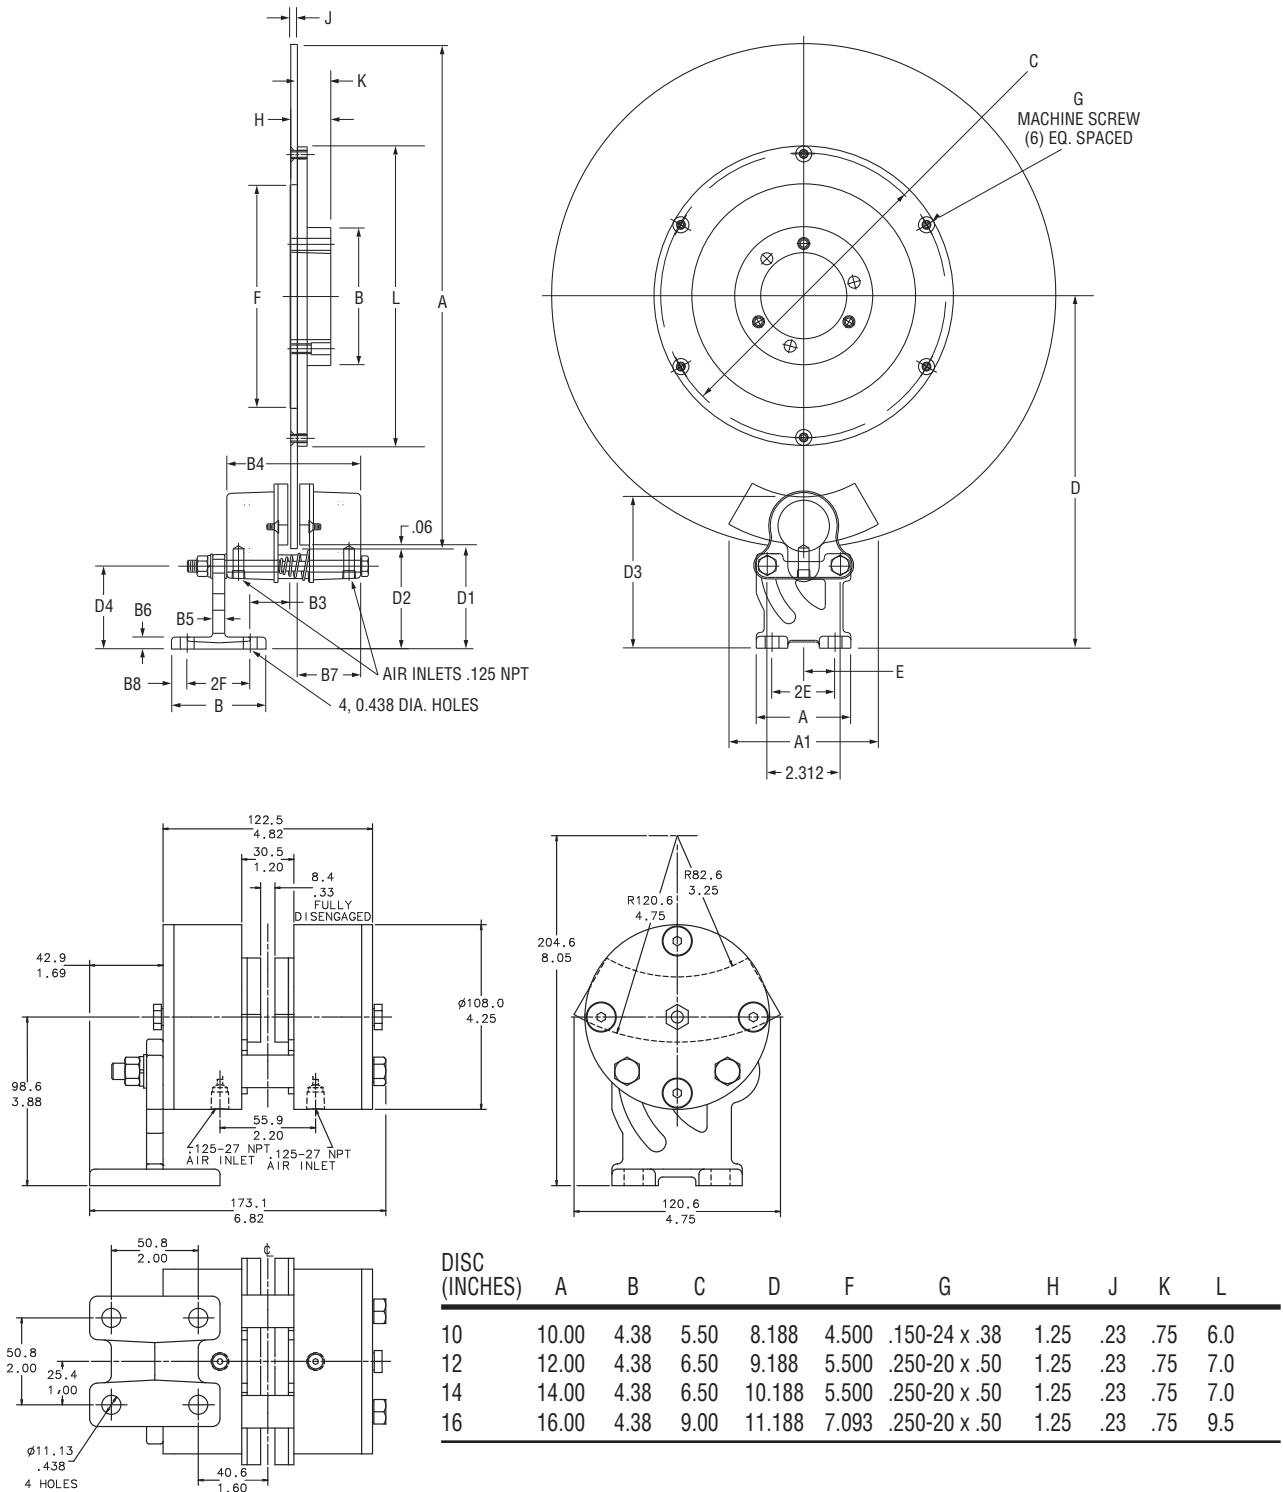 J
K
H
F
B
L
A
B4
.06
D4
B6
B5
B3
D2
D1
B8
2F
B7
B
AIR INLETS .125 NPT
4, 0.438 DIA. HOLES
C
G
MACHINE SCREW
(6) EQ. SPACED
D
D3
E
2E
A
A1
2.312
122.5
4.82
30.5
1.20
8.4
.33
FULLY
DISENGAGED
42.9
1.69
ø108.0
4.25
98.6
3.88
55.9
2.20
.125-27 NPT
AIR INLET
.125-27 NPT
AIR INLET
173.1
6.82
R82.6
3.25
R120.6
4.75
204.6
8.05
120.6
4.75
50.8
2.00
℄
50.8
2.00
25.4
1.00
ø11.13
.438
4 HOLES
40.6
1.60
DISC
(INCHES) A B C D F G H J K L
10 10.00 4.38 5.50 8.188 4.500 .150-24 x .38 1.25 .23 .75 6.0
12 12.00 4.38 6.50 9.188 5.500 .250-20 x .50 1.25 .23 .75 7.0
14 14.00 4.38 6.50 10.188 5.500 .250-20 x .50 1.25 .23 .75 7.0
16 16.00 4.38 9.00 11.188 7.093 .250-20 x .50 1.25 .23 .75 9.5